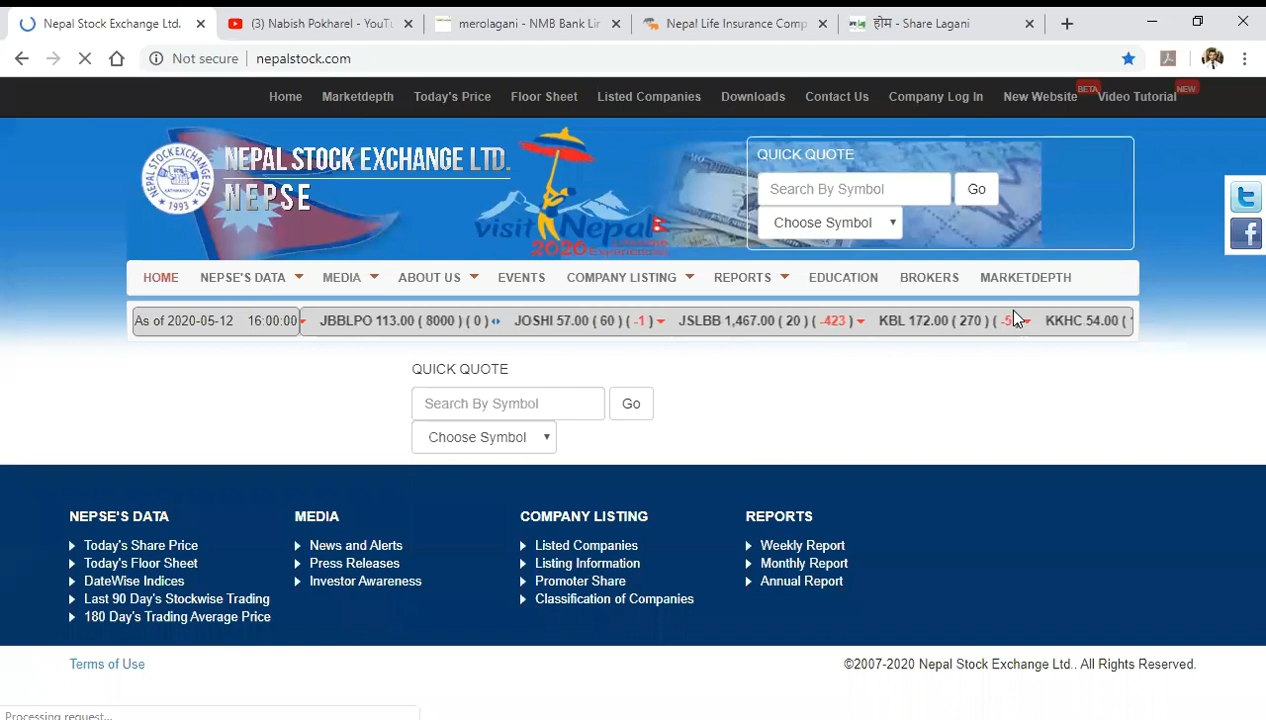 Nepal Stock Exchange Ltd.
(3) Nabish Pokharel - YouTu
merolagani - NMB Bank Lir
Nepal Life Insurance Comp
होम - Share Lagani
Not secure
nepalstock.com
Home
Marketdepth
Today's Price
Floor Sheet
Listed Companies
Downloads
Contact Us
Company Log In
New Website
BETA
Video Tutorial
NEW
NEPAL STOCK EXCHANGE LTD.
NEPSE
NEPAL STOCK EXCHANGE LTD.
1993
visit Nepal
2020
QUICK QUOTE
Search By Symbol
Go
Choose Symbol
HOME
NEPSE'S DATA
MEDIA
ABOUT US
EVENTS
COMPANY LISTING
REPORTS
EDUCATION
BROKERS
MARKETDEPTH
As of 2020-05-12 16:00:00
JBBLPO 113.00 ( 8000 ) ( 0 ) JOSHI 57.00 ( 60 ) ( -1 ) JSLBB 1,467.00 ( 20 ) ( -423 ) KBL 172.00 ( 270 ) KKHC 54.00 (
QUICK QUOTE
Search By Symbol
Go
Choose Symbol
NEPSE'S DATA
Today's Share Price
Today's Floor Sheet
DateWise Indices
Last 90 Day's Stockwise Trading
180 Day's Trading Average Price
MEDIA
News and Alerts
Press Releases
Investor Awareness
COMPANY LISTING
Listed Companies
Listing Information
Promoter Share
Classification of Companies
REPORTS
Weekly Report
Monthly Report
Annual Report
Terms of Use
©2007-2020 Nepal Stock Exchange Ltd.. All Rights Reserved.
Processing request...